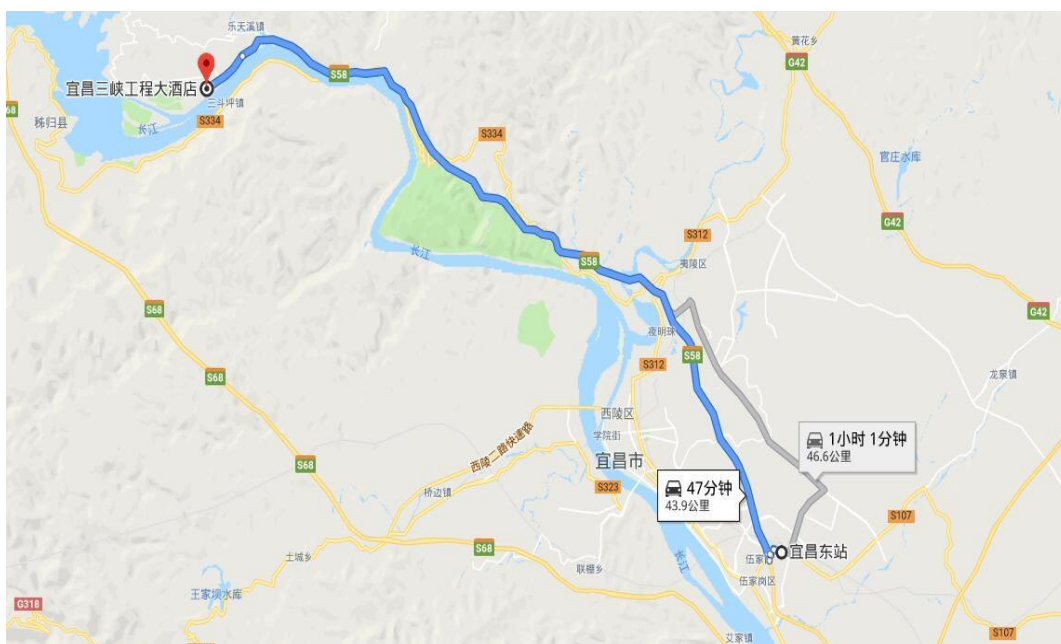 乐天溪镇
黄花乡
G42
S58
宜昌三峡工程大酒店
三斗坪镇
长江
S334
秭归县
68
S334
官庄水库
G42
S312
长江
S58
夷陵区
S68
G42
夜明珠
S58
S312
S68
龙泉镇
西陵区
学院街
1小时 1分钟
46.6公里
西陵二路快速路
宜昌市
S68
47分钟
43.9公里
S323
桥边镇
S107
S68
宜昌东站
伍家
土城乡
长江
联棚乡
伍家岗区
王家坝水库
G318
艾家镇
S107